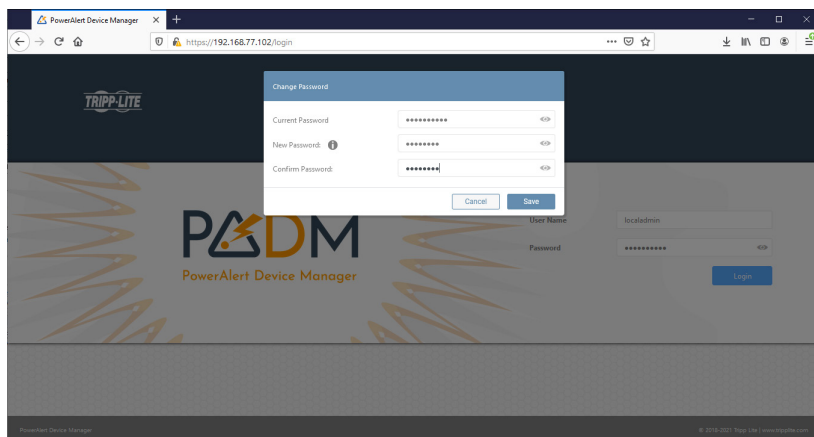 PowerAlert Device Manager
https://192.168.77.102/login
TRIPP·LITE
Change Password
Current Password
New Password:
Confirm Password:
Cancel Save
User Name localadmin
Password
Login
PADM
PowerAlert Device Manager
PowerAlert Device Manager
© 2018-2021 Tripp Lite | www.tripplite.com